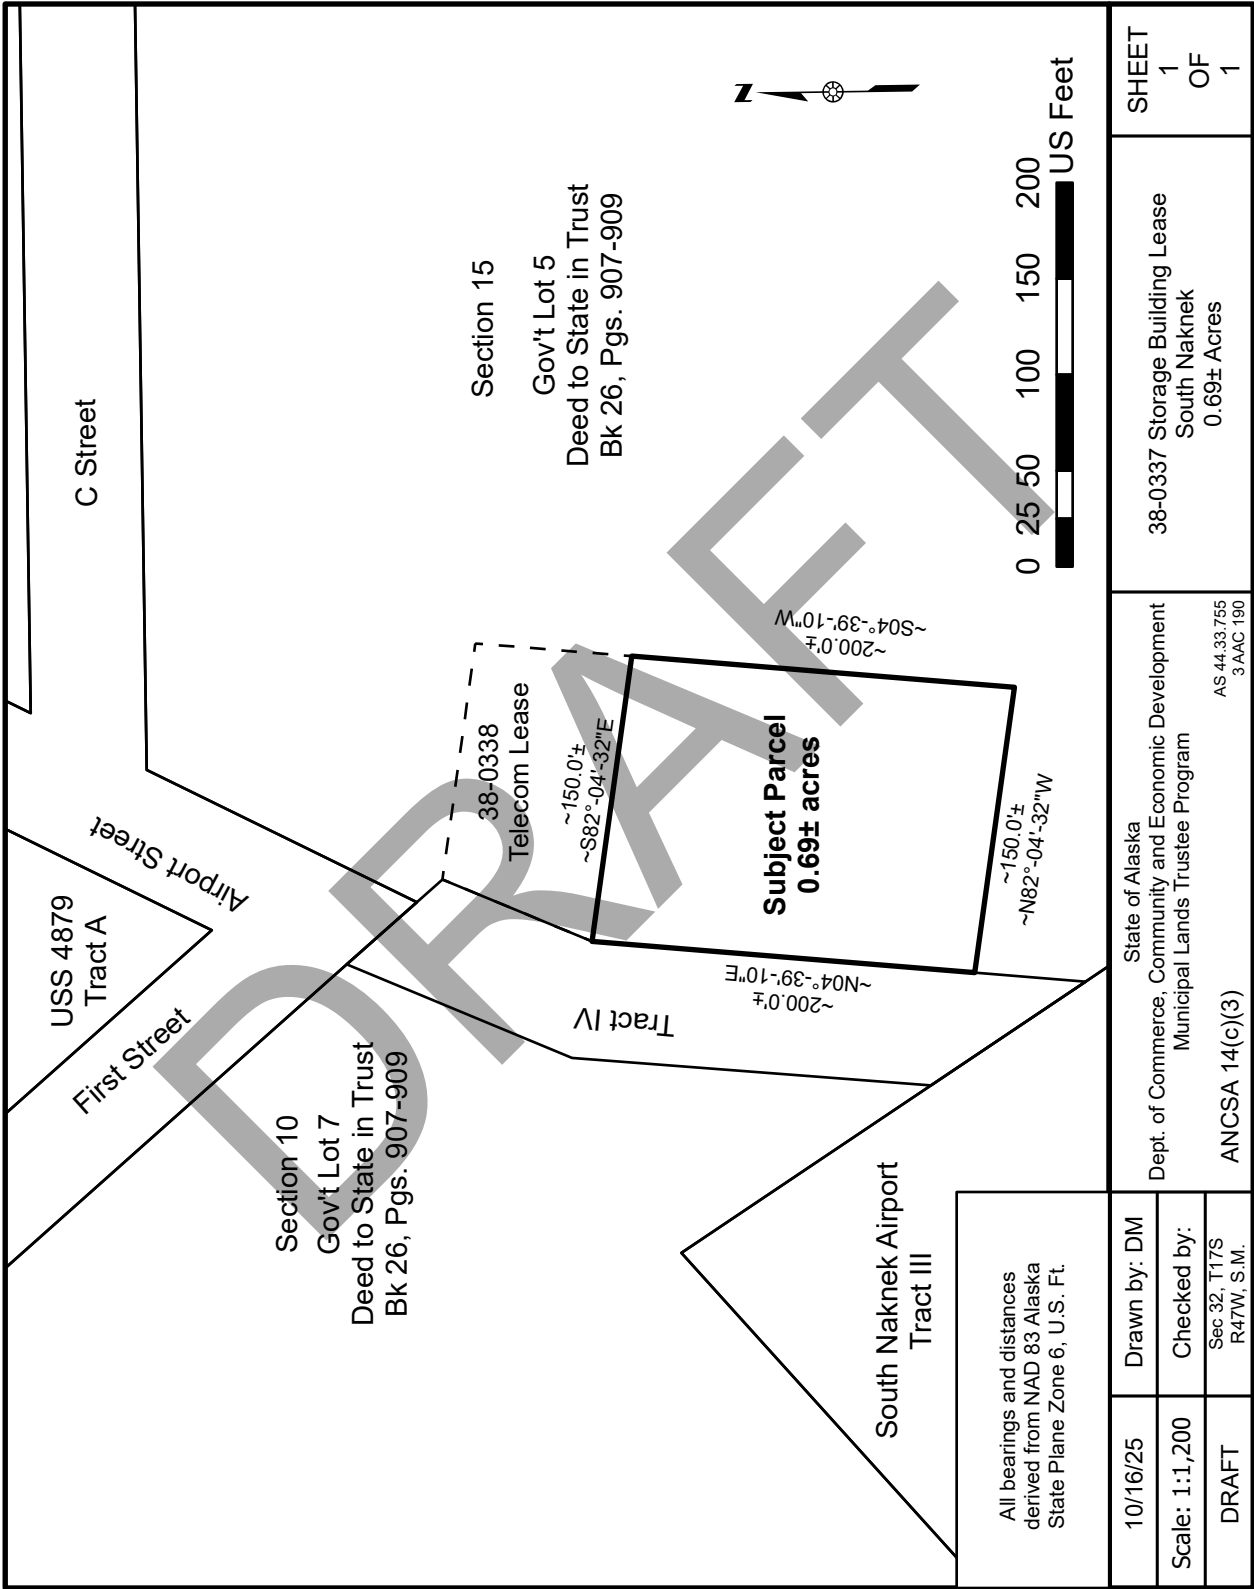 C Street
USS 4879
Tract A
Airport Street
First Street
Section 10
Gov't Lot 7
Deed to State in Trust
Bk 26, Pgs. 907-909
Section 15
Gov't Lot 5
Deed to State in Trust
Bk 26, Pgs. 907-909
N
38-0338
Telecom Lease
~150.0'±
~S82°-04'-32"E
~200.0'±
~S04°-39'-10"W
Subject Parcel
0.69± acres
~200.0'±
~N04°-39'-10"E
~150.0'±
~N82°-04'-32"W
Tract IV
South Naknek Airport
Tract III
0 25 50 100 150 200
US Feet
DRAFT
All bearings and distances
derived from NAD 83 Alaska
State Plane Zone 6, U.S. Ft.
10/16/25
Drawn by: DM
Scale: 1:1,200
Checked by:
DRAFT
Sec 32, T17S
R47W, S.M.
State of Alaska
Dept. of Commerce, Community and Economic Development
Municipal Lands Trustee Program
ANCSA 14(c)(3)
AS 44.33.755
3 AAC 190
38-0337 Storage Building Lease
South Naknek
0.69± Acres
SHEET
1
OF
1